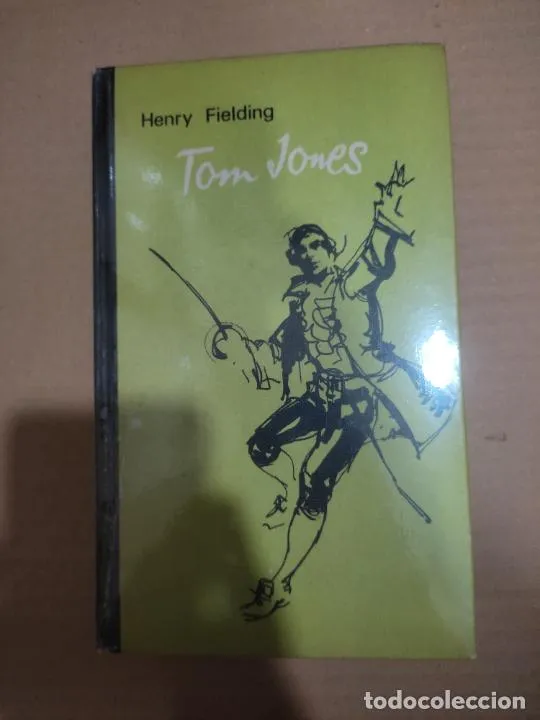 Henry Fielding
Tom Jones
todocoleccion